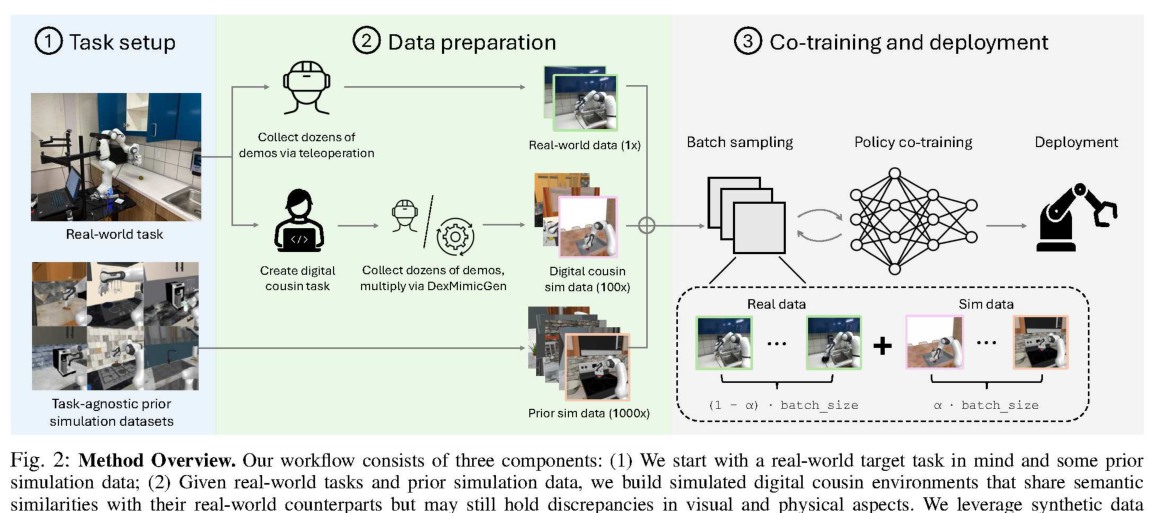 1 Task setup
2 Data preparation
3 Co-training and deployment
Real-world task
Task-agnostic prior
simulation datasets
Collect dozens of
demos via teleoperation
Real-world data (1x)
</>
Create digital
cousin task
Collect dozens of demos,
multiply via DexMimicGen
Digital cousin
sim data (100x)
Prior sim data (1000x)
Batch sampling
Policy co-training
Deployment
Real data
Sim data
...
+
...
(1 - α) · batch_size
α · batch_size
Fig. 2: Method Overview. Our workflow consists of three components: (1) We start with a real-world target task in mind and some prior
simulation data; (2) Given real-world tasks and prior simulation data, we build simulated digital cousin environments that share semantic
similarities with their real-world counterparts but may still hold discrepancies in visual and physical aspects. We leverage synthetic data